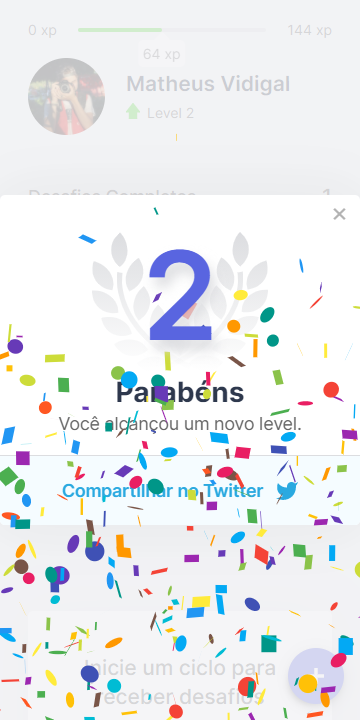 0 xp
144 xp
64 xp
Matheus Vidigal
Level 2
Desafios Completos
1
2
Parabéns
Você alcançou um novo level.
Compartilhar no Twitter
Inicie um ciclo para
receber desafios